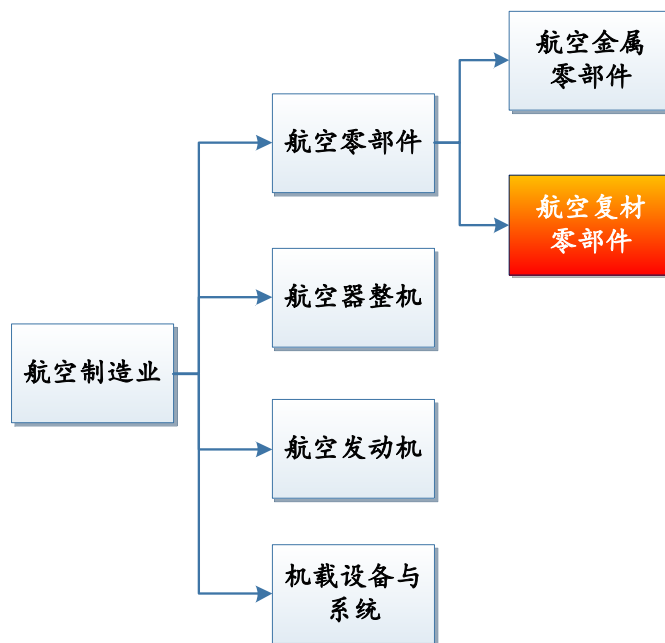 航空金属
零部件
航空零部件
航空复材
零部件
航空器整机
航空制造业
航空发动机
机载设备与
系统